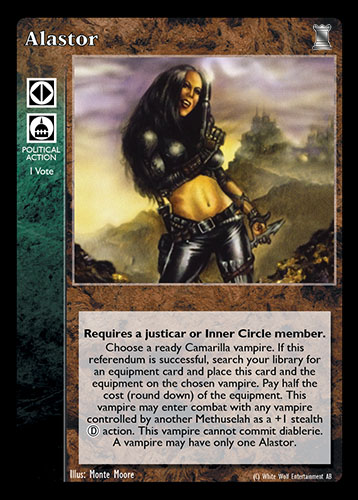 Alastor
POLITICAL
ACTION
1 Vote
Requires a justicar or Inner Circle member.
Choose a ready Camarilla vampire. If this
referendum is successful, search your library for
an equipment card and place this card and the
equipment on the chosen vampire. Pay half the
cost (round down) of the equipment. This
vampire may enter combat with any vampire
controlled by another Methuselah as a +1 stealth
Ⓓ action. This vampire cannot commit diablerie.
A vampire may have only one Alastor.
Illus: Monte Moore
(C) White Wolf Entertainment AB